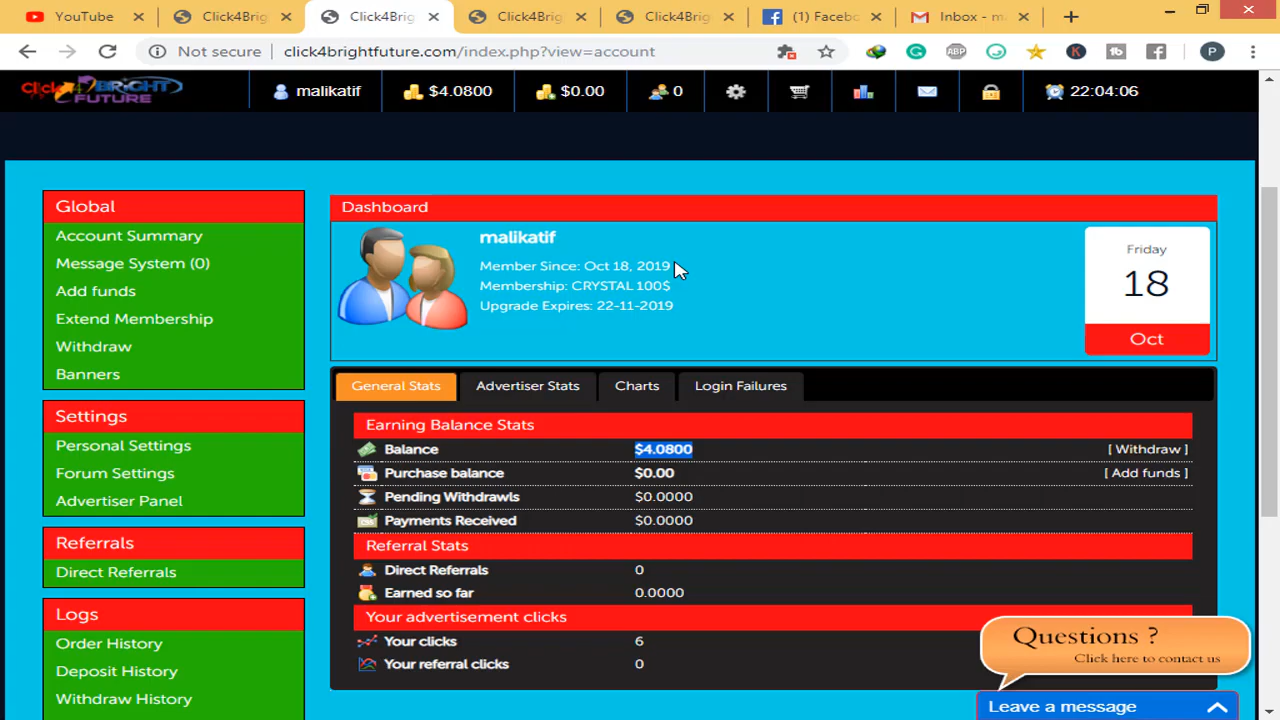 YouTube
Click4Brig
Click4Brig
Click4Brig
Click4Brig
(1) Facebo
Inbox - m
Not secure
click4brightfuture.com/index.php?view=account
ABP
K
P
Click4BRIGHT FUTURE
malikatif
$4.0800
$0.00
0
22:04:06
Global
Account Summary
Message System (0)
Add funds
Extend Membership
Withdraw
Banners
Settings
Personal Settings
Forum Settings
Advertiser Panel
Referrals
Direct Referrals
Logs
Order History
Deposit History
Withdraw History
Dashboard
malikatif
Member Since: Oct 18, 2019
Membership: CRYSTAL 100$
Upgrade Expires: 22-11-2019
Friday
18
Oct
General Stats
Advertiser Stats
Charts
Login Failures
Earning Balance Stats
Balance $4.0800 [ Withdraw ]
Purchase balance $0.00 [ Add funds ]
Pending Withdrawls $0.0000
Payments Received $0.0000
Referral Stats
Direct Referrals 0
Earned so far 0.0000
Your advertisement clicks
Your clicks 6
Your referral clicks 0
Questions ?
Click here to contact us
Leave a message